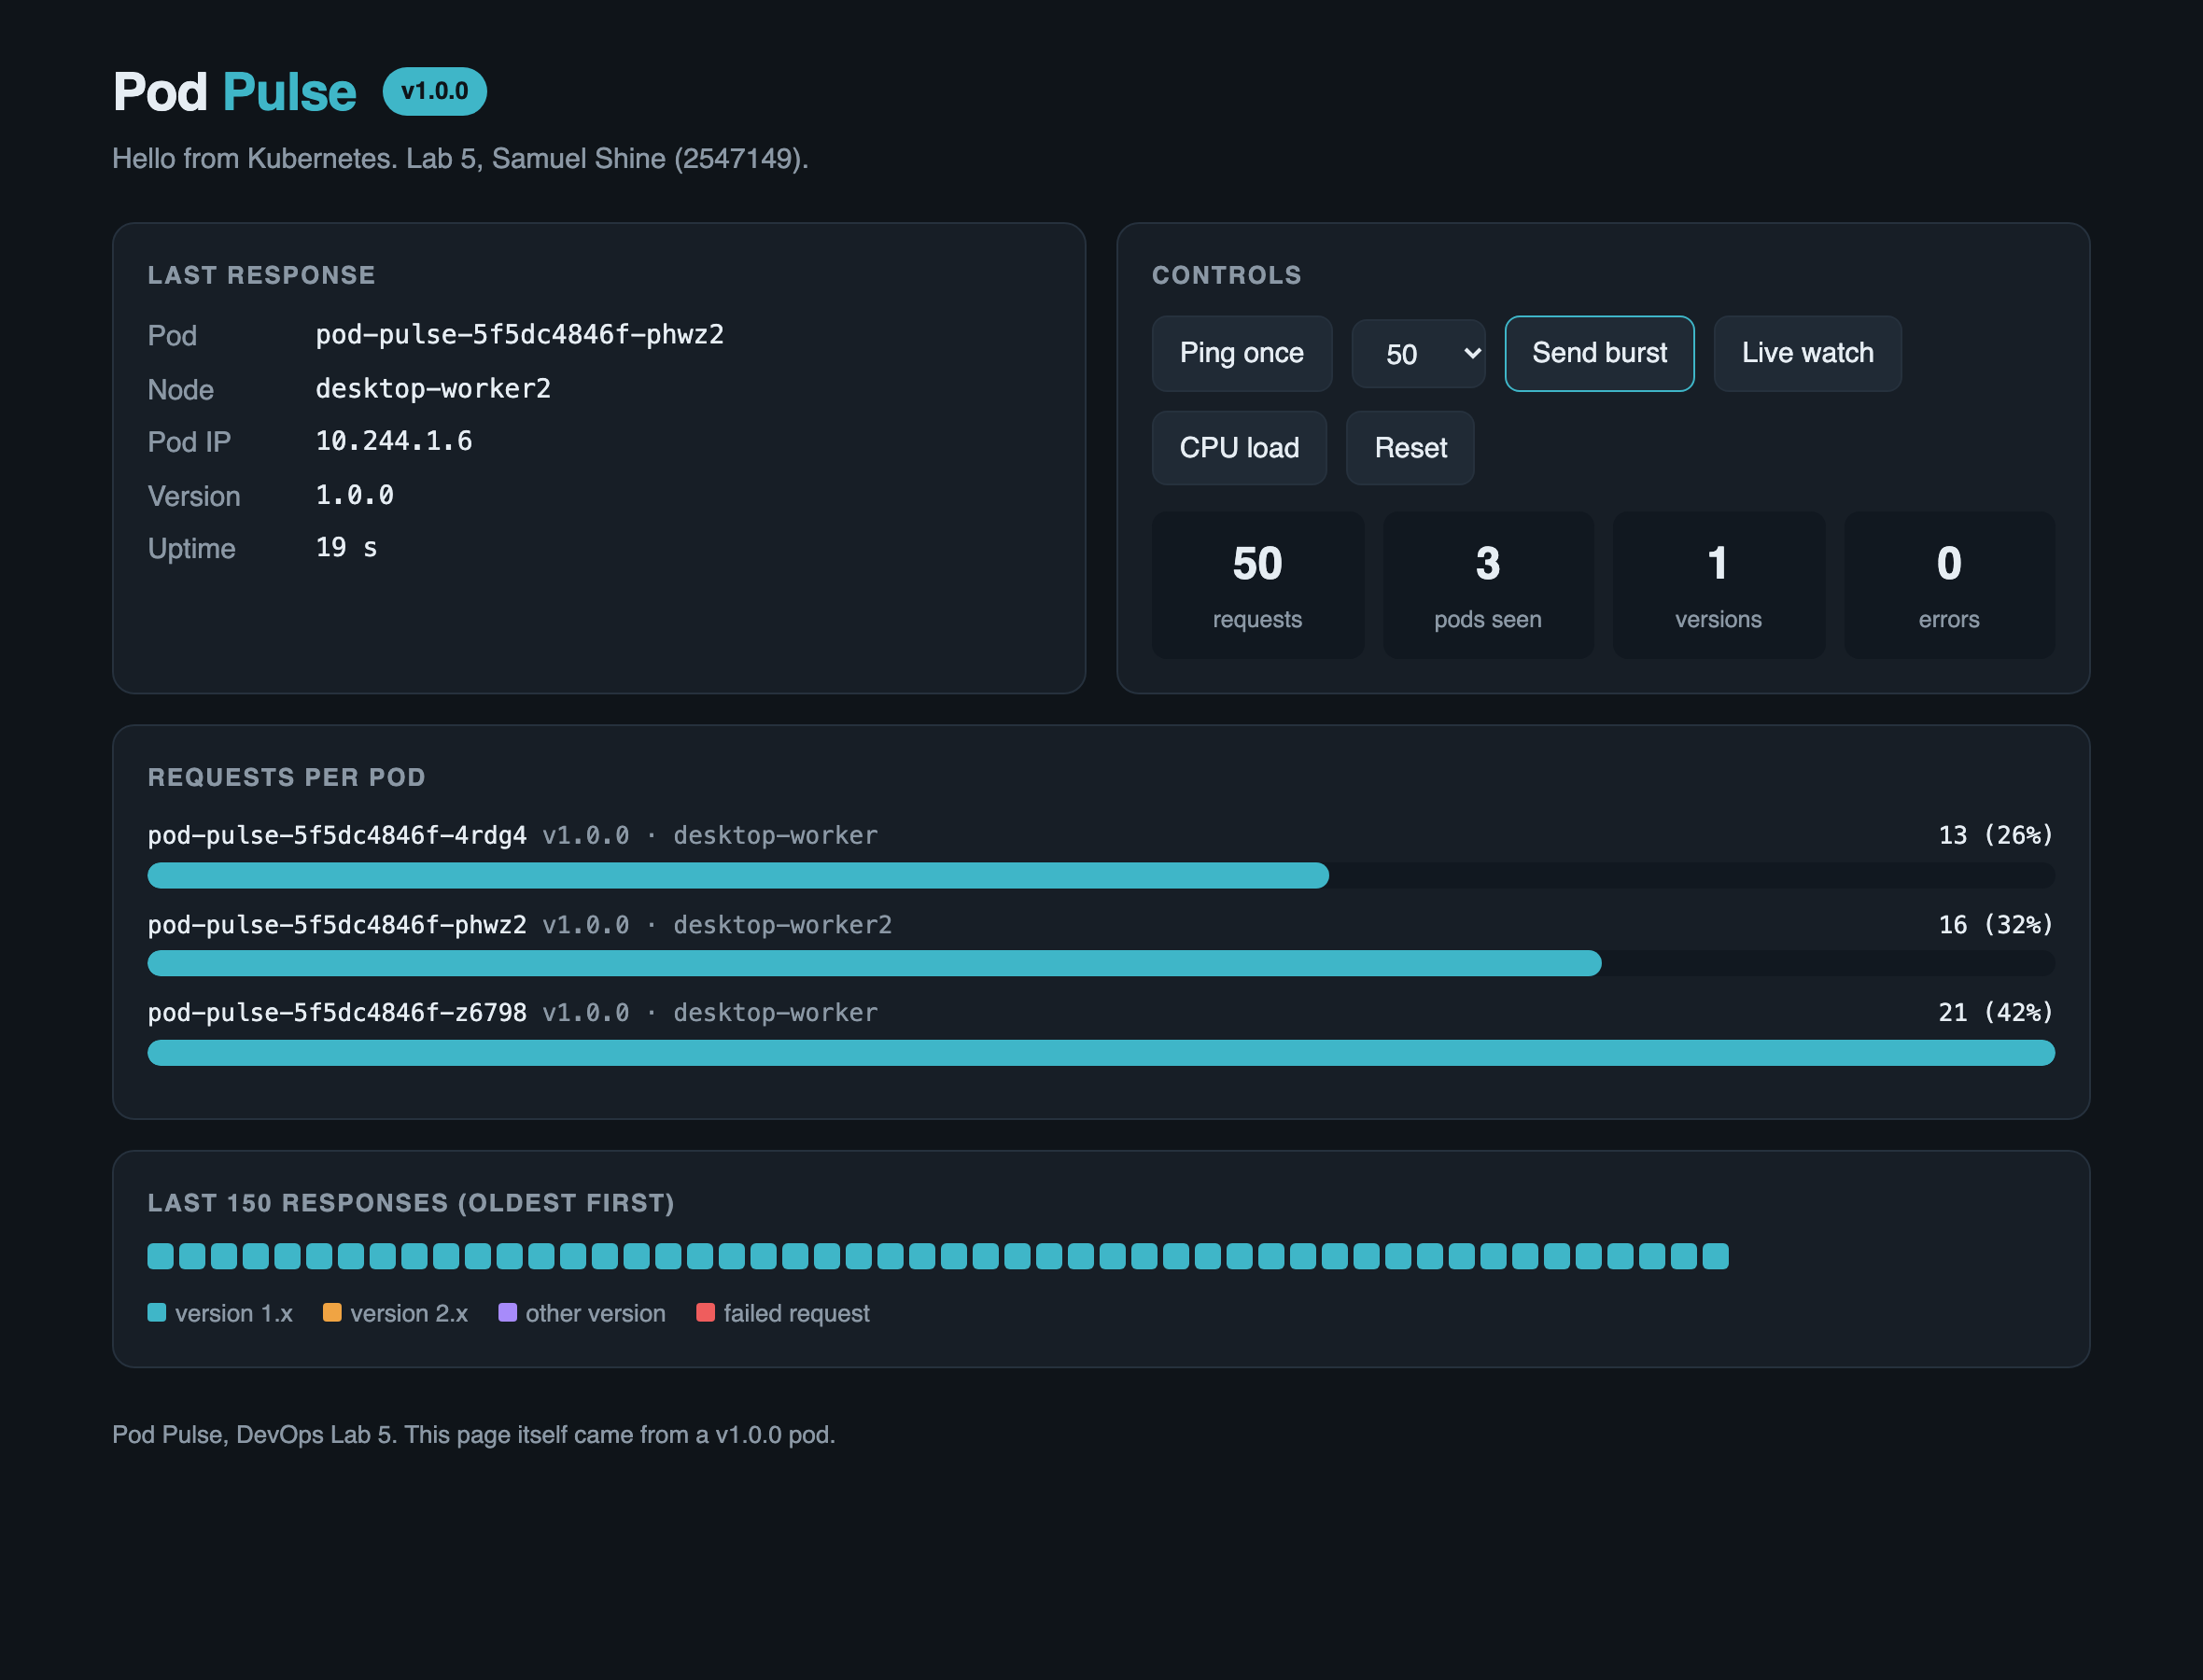 Pod Pulse v1.0.0
Hello from Kubernetes. Lab 5, Samuel Shine (2547149).
LAST RESPONSE
Pod pod-pulse-5f5dc4846f-phwz2
Node desktop-worker2
Pod IP 10.244.1.6
Version 1.0.0
Uptime 19 s
CONTROLS
Ping once 50 Send burst Live watch
CPU load Reset
50 3 1 0
requests pods seen versions errors
REQUESTS PER POD
pod-pulse-5f5dc4846f-4rdg4 v1.0.0 · desktop-worker 13 (26%)
pod-pulse-5f5dc4846f-phwz2 v1.0.0 · desktop-worker2 16 (32%)
pod-pulse-5f5dc4846f-z6798 v1.0.0 · desktop-worker 21 (42%)
LAST 150 RESPONSES (OLDEST FIRST)
version 1.x version 2.x other version failed request
Pod Pulse, DevOps Lab 5. This page itself came from a v1.0.0 pod.